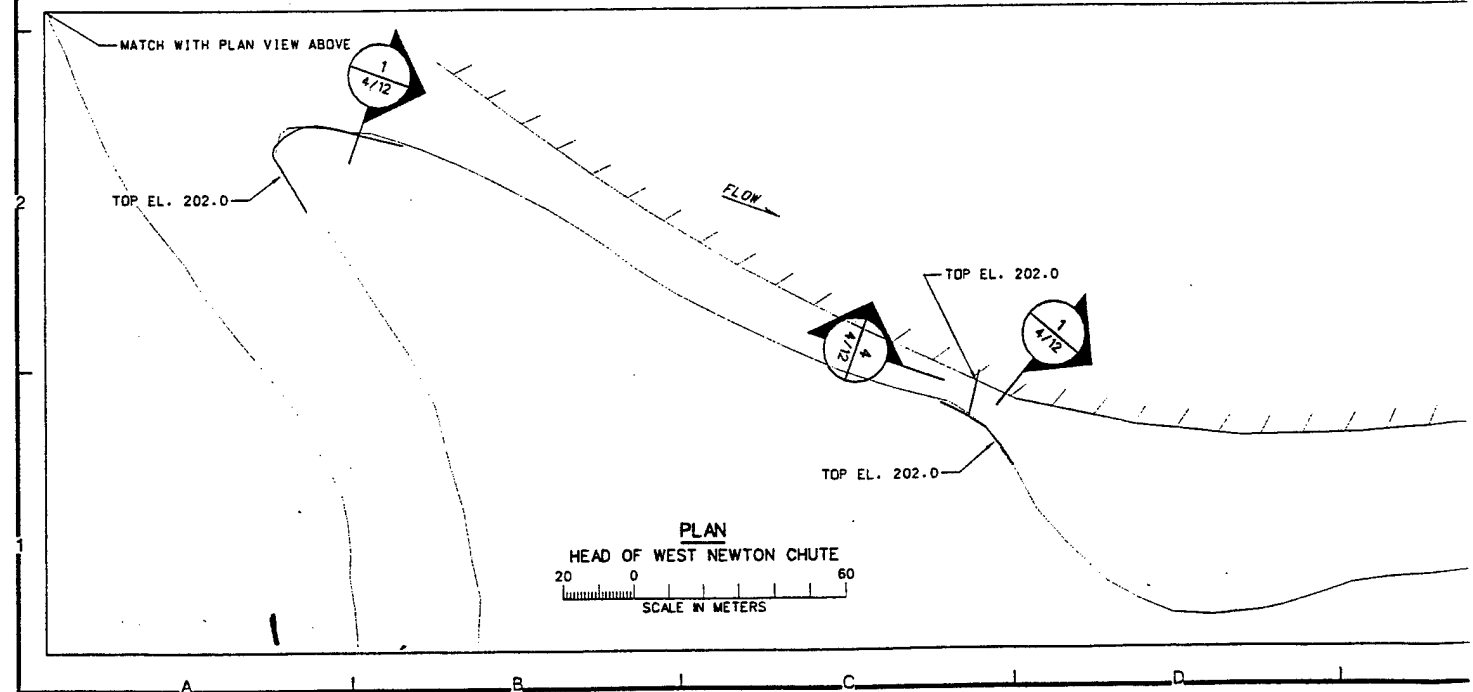 MATCH WITH PLAN VIEW ABOVE
1
4/12
2
TOP EL. 202.0
FLOW
TOP EL. 202.0
1
4/12
4
4/12
TOP EL. 202.0
1
PLAN
HEAD OF WEST NEWTON CHUTE
20 0 60
SCALE IN METERS
A B C D